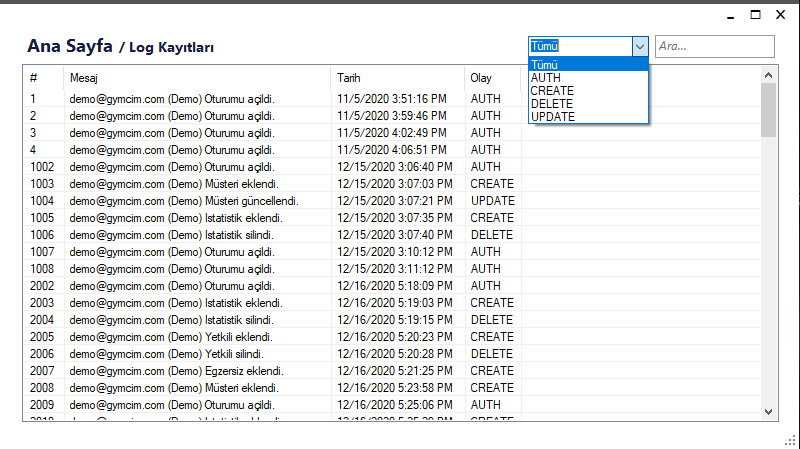 Ana Sayfa / Log Kayıtları
Tümü
Ara...
Tümü
AUTH
CREATE
DELETE
UPDATE
# Mesaj Tarih Olay
1 demo@gymcim.com (Demo) Oturumu açildi. 11/5/2020 3:51:16 PM AUTH
2 demo@gymcim.com (Demo) Oturumu açildi. 11/5/2020 3:59:46 PM AUTH
3 demo@gymcim.com (Demo) Oturumu açildi. 11/5/2020 4:02:49 PM AUTH
4 demo@gymcim.com (Demo) Oturumu açildi. 11/5/2020 4:06:51 PM AUTH
1002 demo@gymcim.com (Demo) Oturumu açildi. 12/15/2020 3:06:40 PM AUTH
1003 demo@gymcim.com (Demo) Müsteri eklendi. 12/15/2020 3:07:03 PM CREATE
1004 demo@gymcim.com (Demo) Müsteri güncellendi. 12/15/2020 3:07:21 PM UPDATE
1005 demo@gymcim.com (Demo) Istatistik eklendi. 12/15/2020 3:07:35 PM CREATE
1006 demo@gymcim.com (Demo) Istatistik silindi. 12/15/2020 3:07:40 PM DELETE
1007 demo@gymcim.com (Demo) Oturumu açildi. 12/15/2020 3:10:12 PM AUTH
1008 demo@gymcim.com (Demo) Oturumu açildi. 12/15/2020 3:11:12 PM AUTH
2002 demo@gymcim.com (Demo) Oturumu açildi. 12/16/2020 5:18:09 PM AUTH
2003 demo@gymcim.com (Demo) Istatistik eklendi. 12/16/2020 5:19:03 PM CREATE
2004 demo@gymcim.com (Demo) Istatistik silindi. 12/16/2020 5:19:15 PM DELETE
2005 demo@gymcim.com (Demo) Yetkili eklendi. 12/16/2020 5:20:23 PM CREATE
2006 demo@gymcim.com (Demo) Yetkili silindi. 12/16/2020 5:20:28 PM DELETE
2007 demo@gymcim.com (Demo) Egzersiz eklendi. 12/16/2020 5:21:25 PM CREATE
2008 demo@gymcim.com (Demo) Müsteri eklendi. 12/16/2020 5:23:58 PM CREATE
2009 demo@gymcim.com (Demo) Oturumu açildi. 12/16/2020 5:25:06 PM AUTH